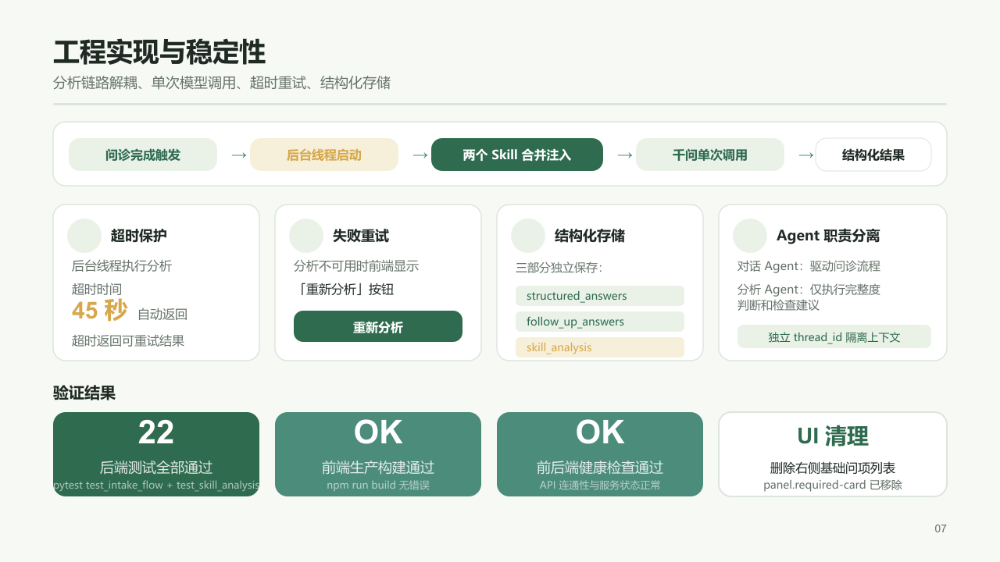 工程实现与稳定性
分析链路解耦、单次模型调用、超时重试、结构化存储
问诊完成触发 → 后台线程启动 → 两个 Skill 合并注入 → 千问单次调用 → 结构化结果
超时保护
后台线程执行分析
超时时间
45 秒 自动返回
超时返回可重试结果
失败重试
分析不可用时前端显示
「重新分析」按钮
重新分析
结构化存储
三部分独立保存：
structured_answers
follow_up_answers
skill_analysis
Agent 职责分离
对话 Agent：驱动问诊流程
分析 Agent：仅执行完整度
判断和检查建议
独立 thread_id 隔离上下文
验证结果
22
后端测试全部通过
pytest test_intake_flow + test_skill_analysis
OK
前端生产构建通过
npm run build 无错误
OK
前后端健康检查通过
API 连通性与服务状态正常
UI 清理
删除右侧基础问项列表
panel.required-card 已移除
07